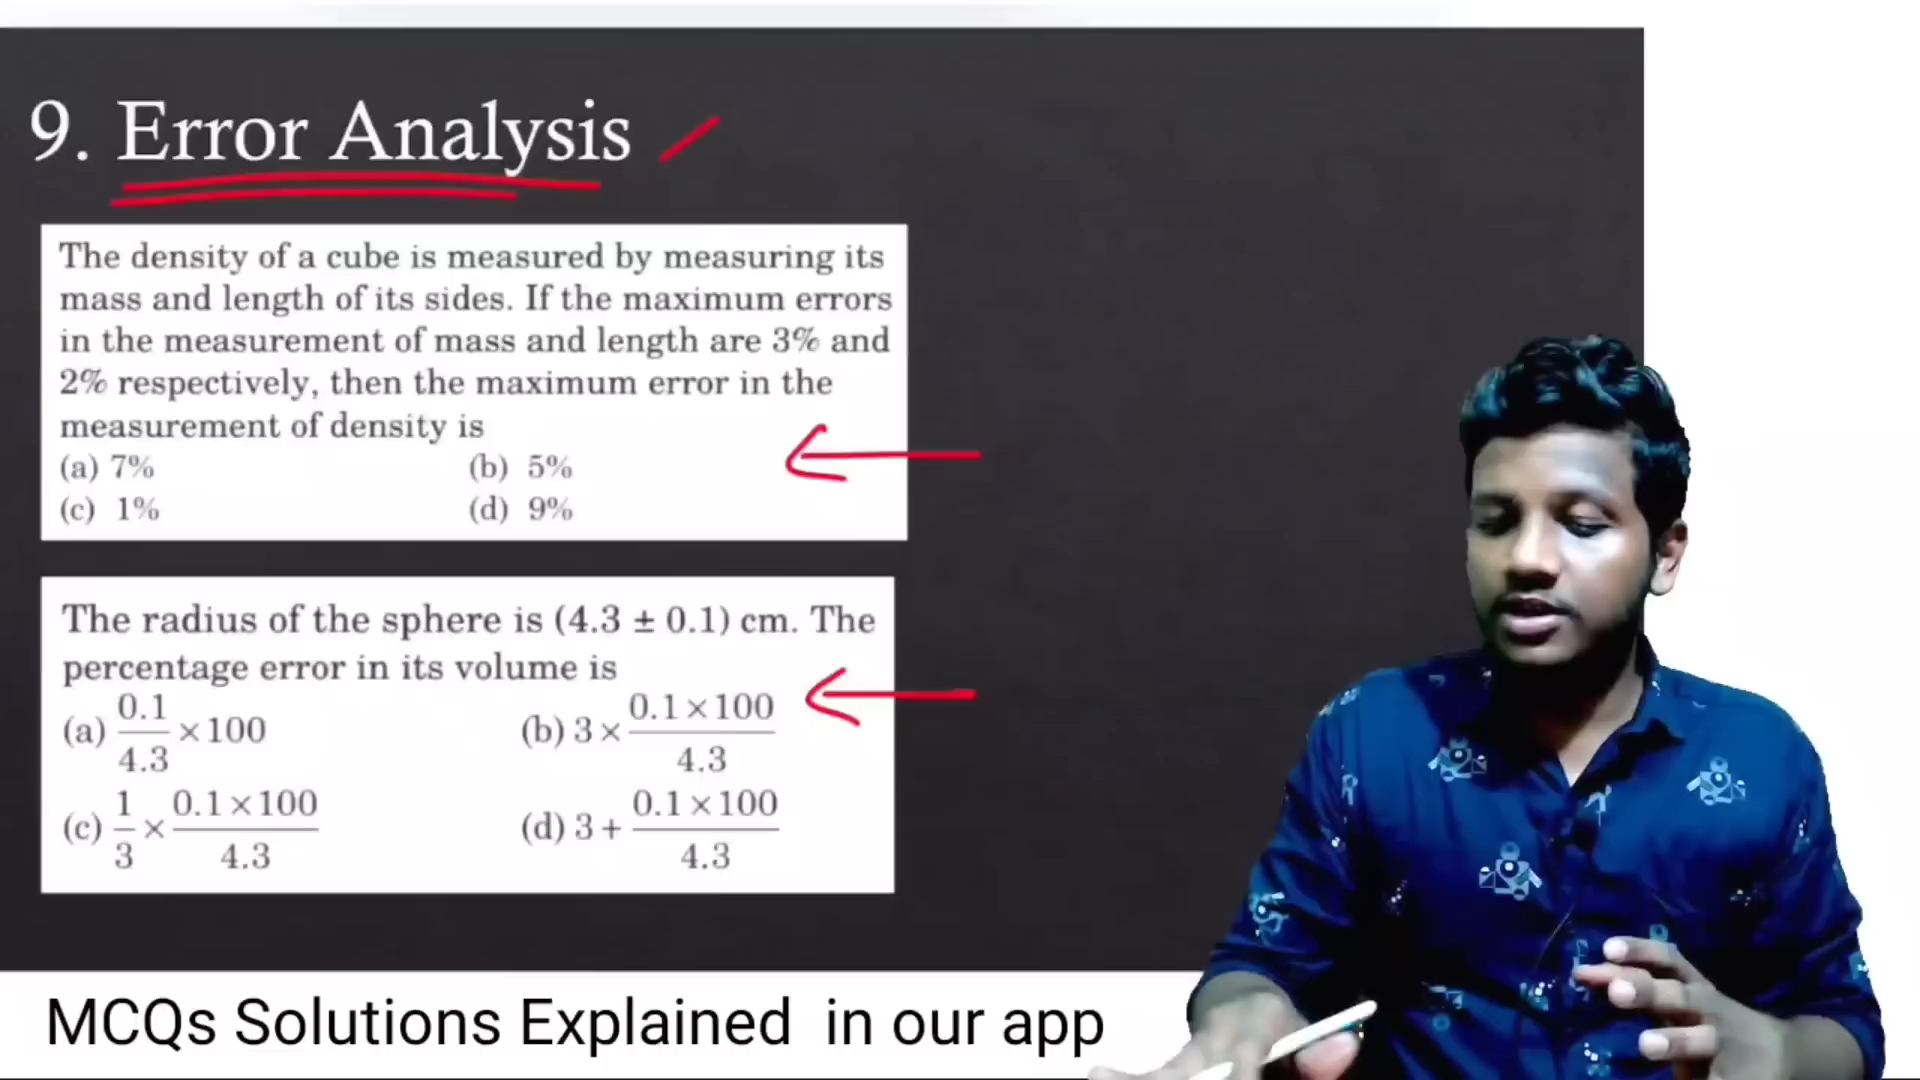 9. Error Analysis
The density of a cube is measured by measuring its
mass and length of its sides. If the maximum errors
in the measurement of mass and length are 3% and
2% respectively, then the maximum error in the
measurement of density is
(a) 7% (b) 5%
(c) 1% (d) 9%
The radius of the sphere is (4.3 ± 0.1) cm. The
percentage error in its volume is
(a) 0.1/4.3 × 100 (b) 3 × 0.1 × 100/4.3
(c) 1/3 × 0.1 × 100/4.3 (d) 3 + 0.1 × 100/4.3
MCQs Solutions Explained in our app